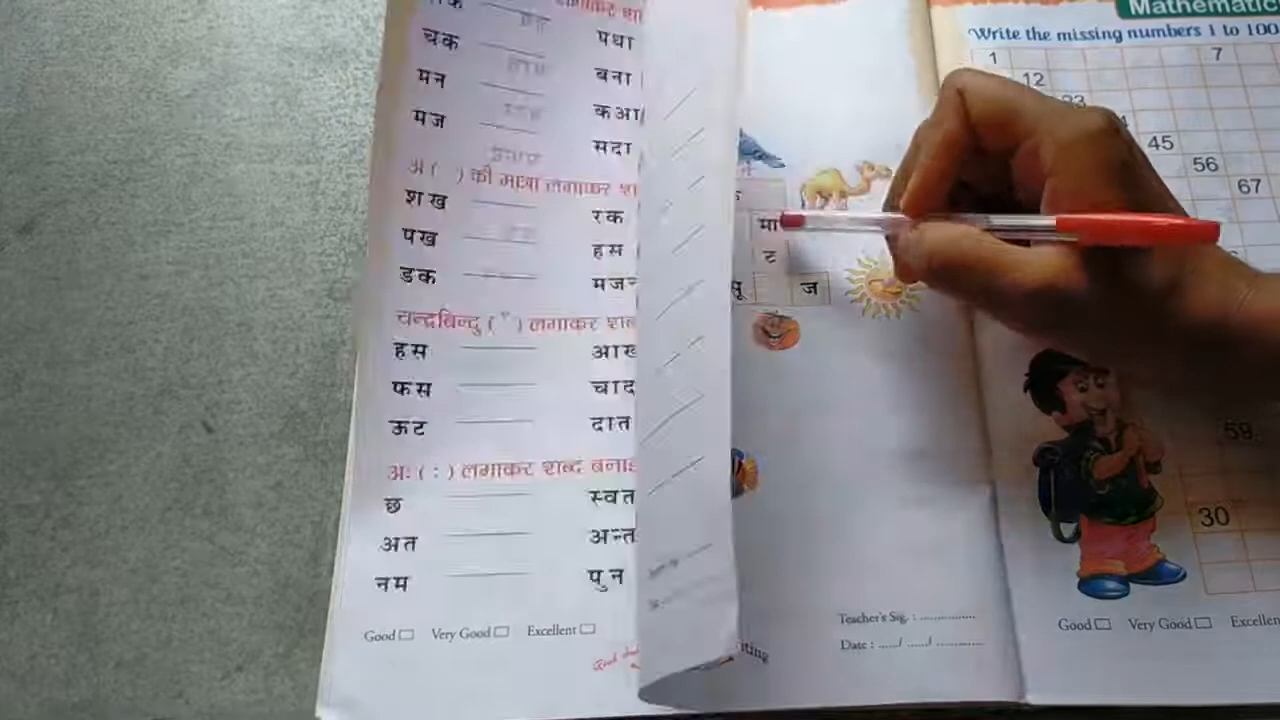 चक पधा
मन बना
मज कआ
सदा
अ ( ) की मात्रा लगाकर
शख रक
पख हस
डक मजन
चन्द्रबिन्दु ( ँ ) लगाकर
हस आख
फस चाद
ऊट दात
अः ( : ) लगाकर शब्द
छ स्वत
अत अन्त
नम पुन
Good Very Good Excellent
मा
ट
सू ज
Teacher's Sig. : ...............
Date : ...../ ...../ .............
Mathematic
Write the missing numbers 1 to 100
1 7
12
23
45
56
67
59
30
Good Very Good